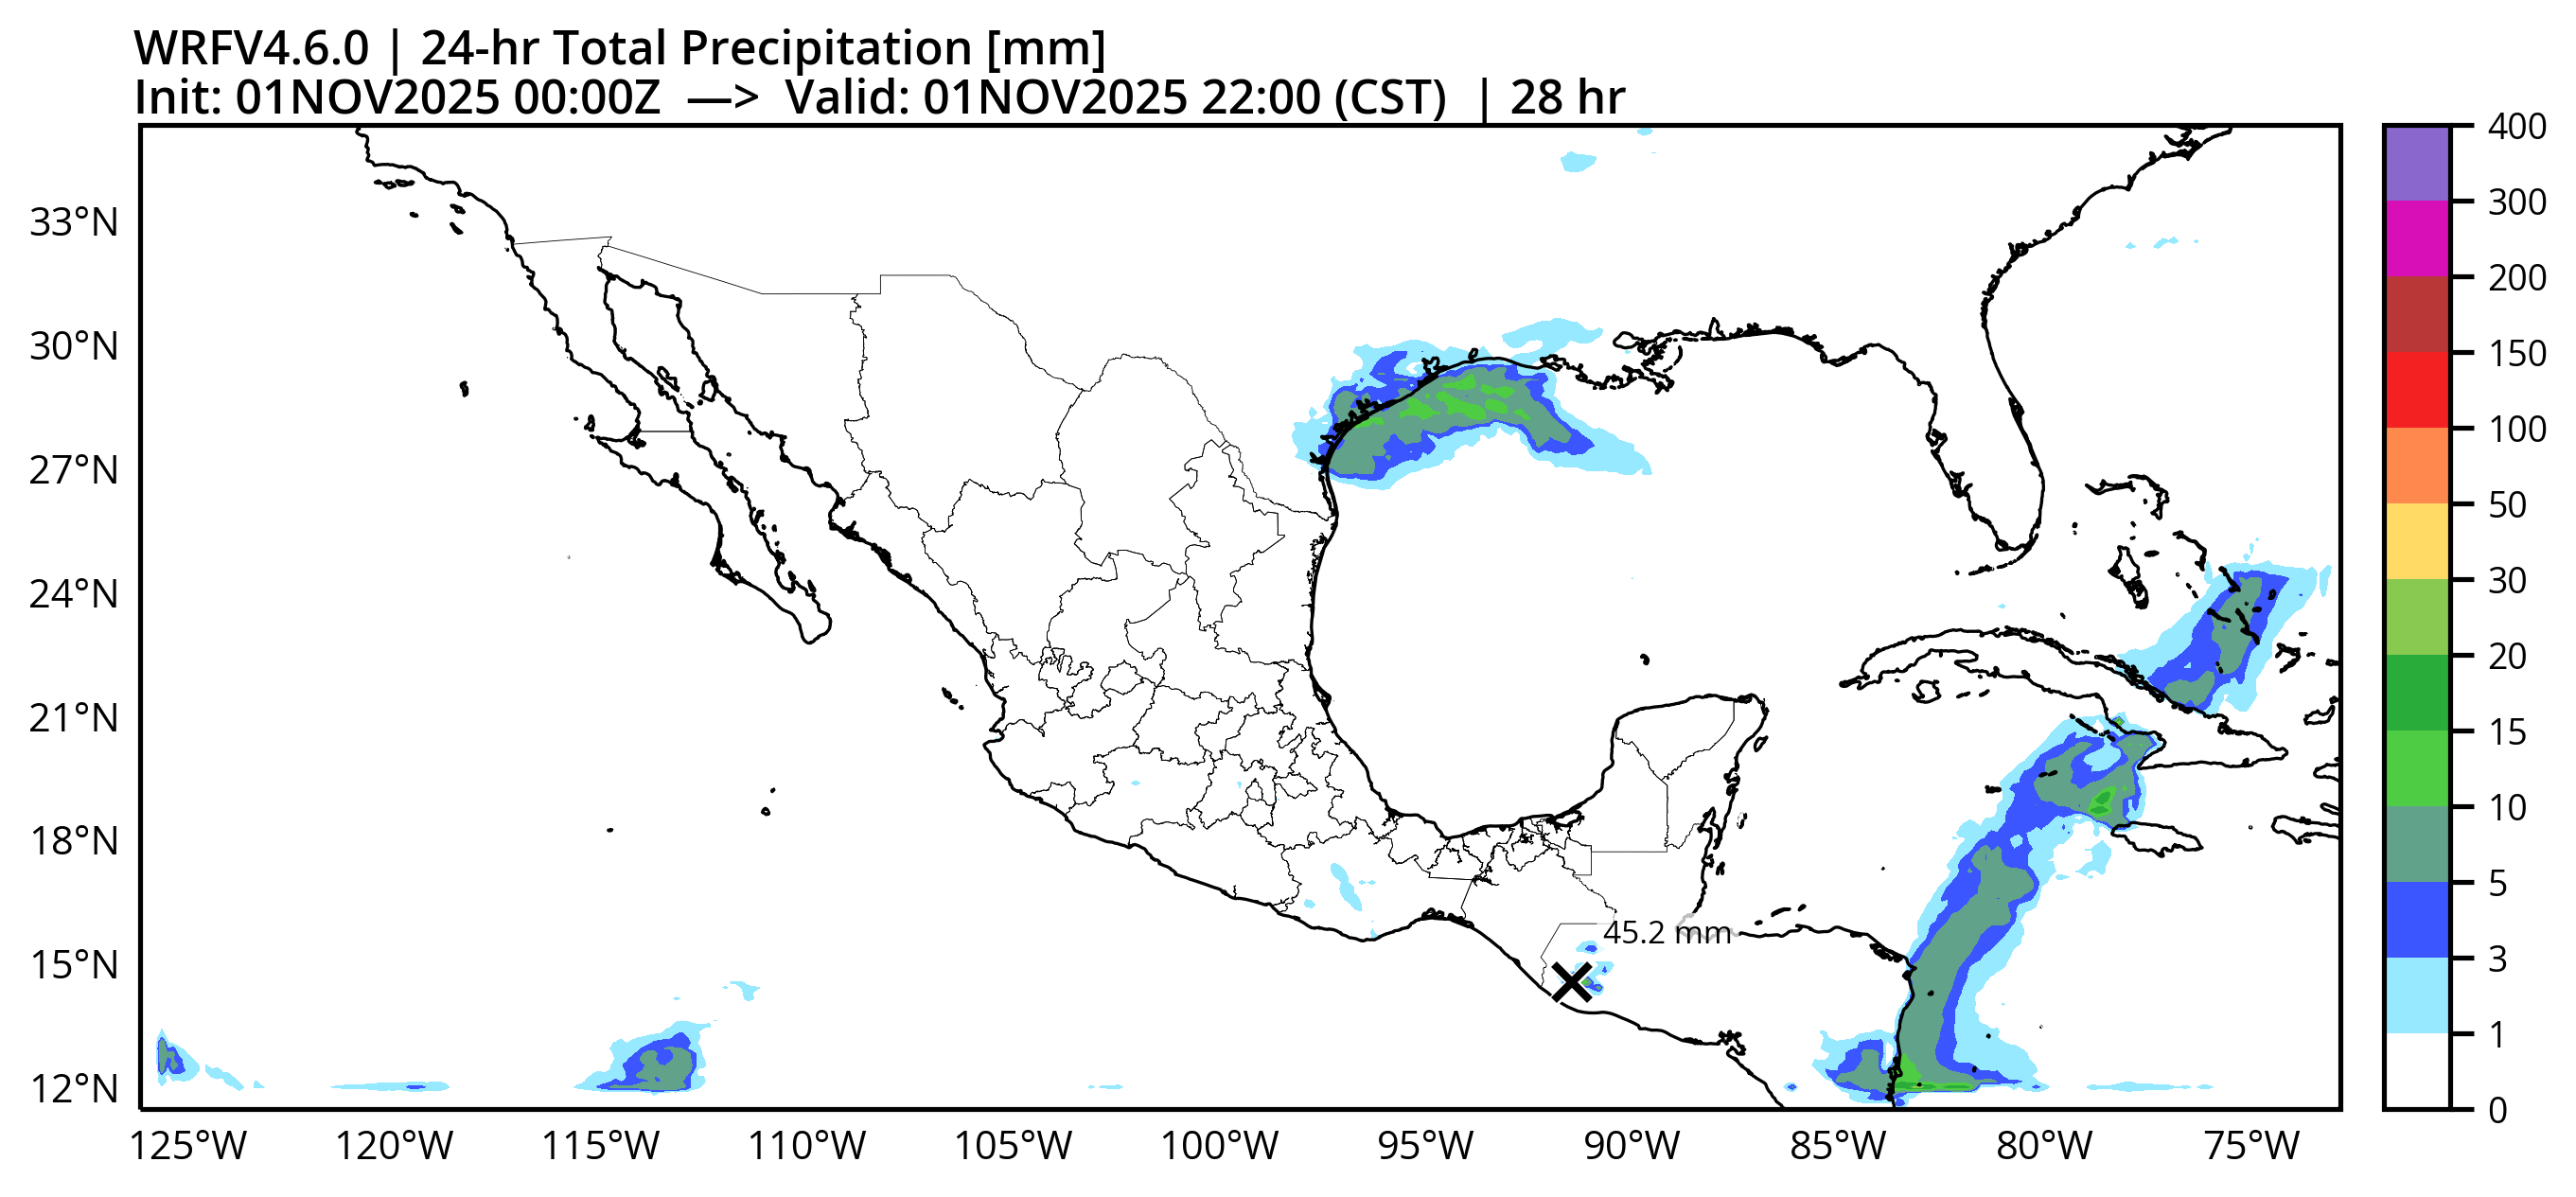 WRFV4.6.0 | 24-hr Total Precipitation [mm]
Init: 01NOV2025 00:00Z —> Valid: 01NOV2025 22:00 (CST) | 28 hr
33°N
30°N
27°N
24°N
21°N
18°N
15°N
12°N
45.2 mm
125°W 120°W 115°W 110°W 105°W 100°W 95°W 90°W 85°W 80°W 75°W
400
300
200
150
100
50
30
20
15
10
5
3
1
0